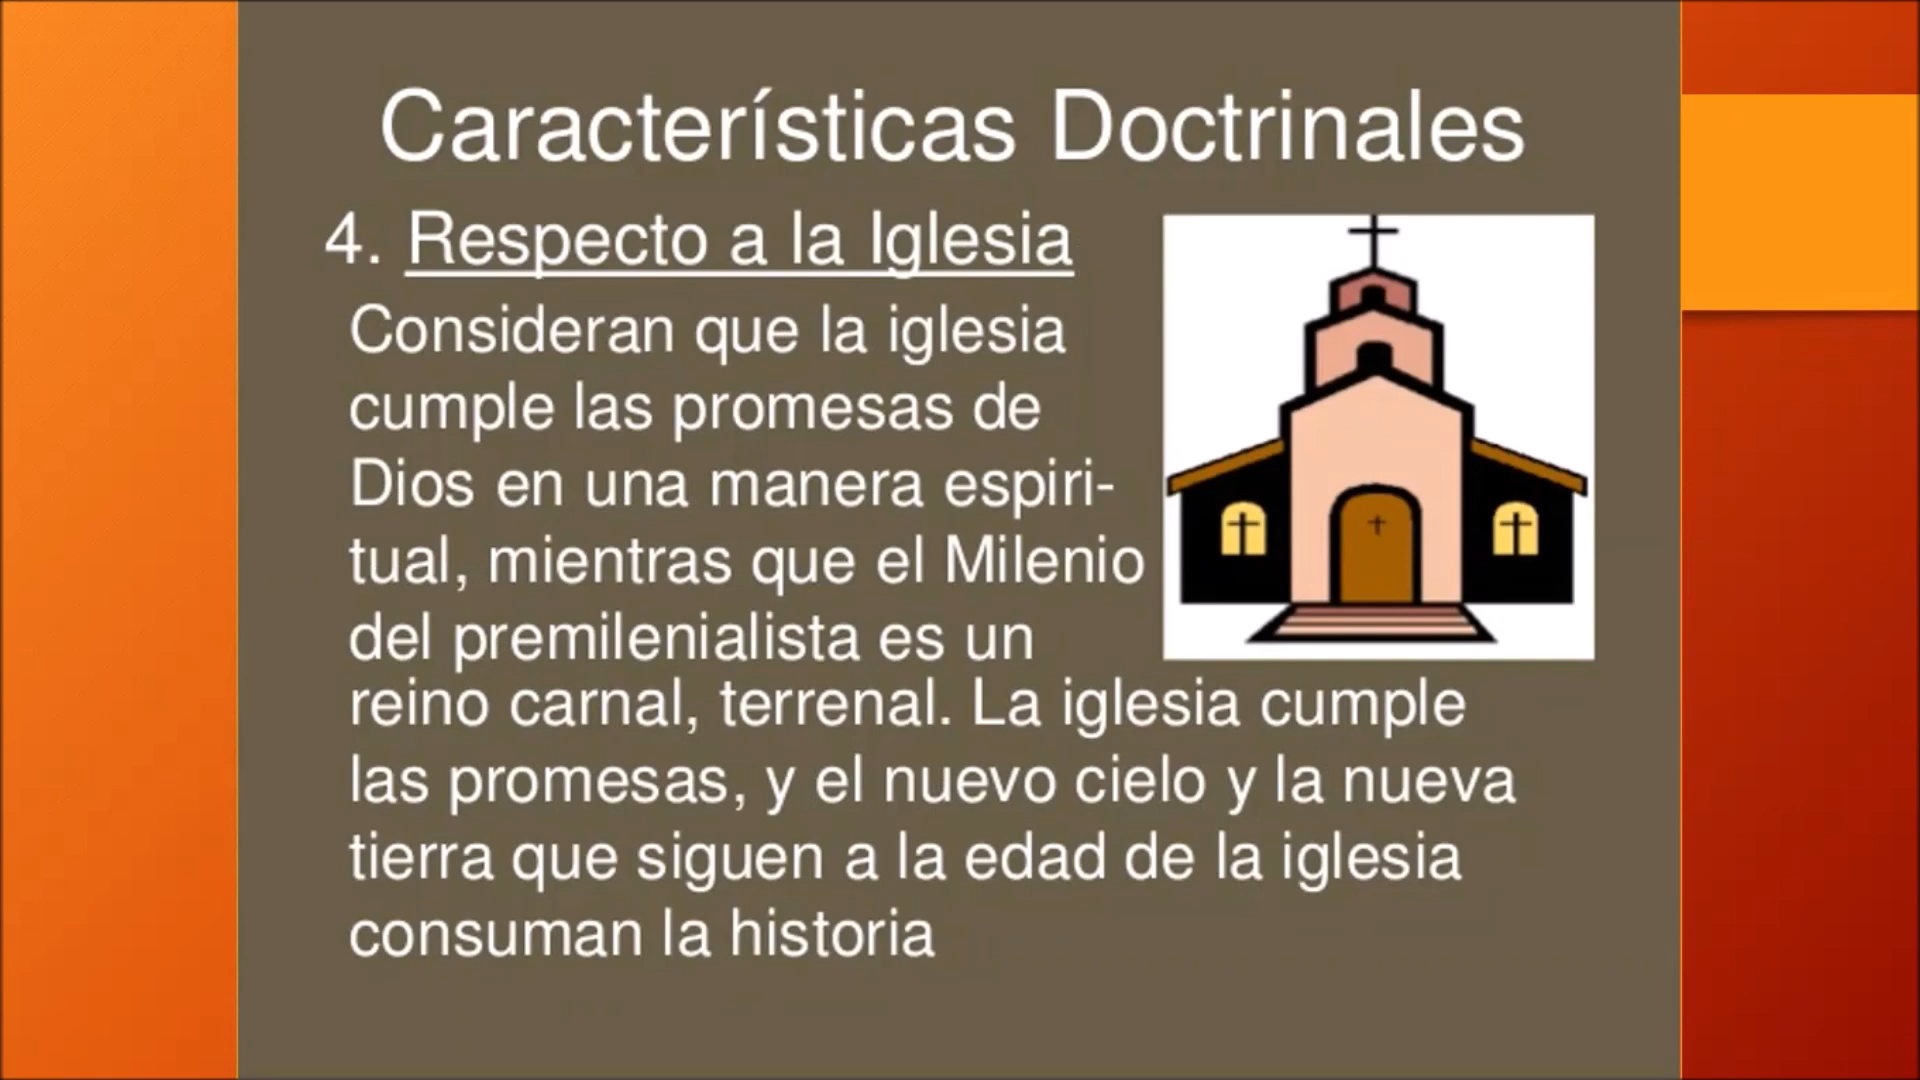 Características Doctrinales
4. Respecto a la Iglesia
Consideran que la iglesia
cumple las promesas de
Dios en una manera espiri-
tual, mientras que el Milenio
del premilenialista es un
reino carnal, terrenal. La iglesia cumple
las promesas, y el nuevo cielo y la nueva
tierra que siguen a la edad de la iglesia
consuman la historia